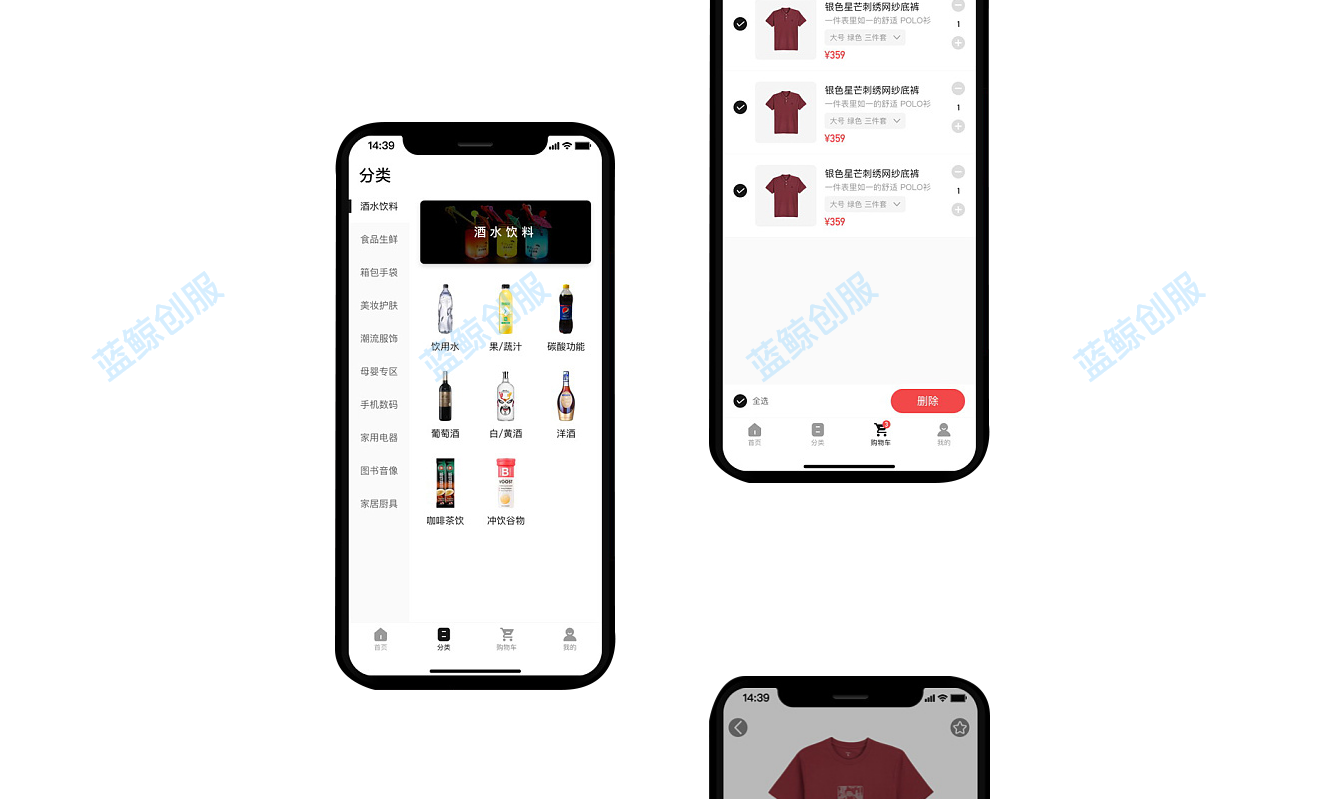 14:39
分类
酒水饮料
食品生鲜
箱包手袋
美妆护肤
潮流服饰
母婴专区
手机数码
家用电器
图书音像
家居厨具
酒水饮料
饮用水
果/蔬汁
碳酸功能
葡萄酒
白/黄酒
洋酒
咖啡茶饮
冲饮谷物
首页
分类
购物车
我的
银色星芒刺绣网纱底裤
一件表里如一的舒适 POLO衫
大号 绿色 三件套
¥359
1
银色星芒刺绣网纱底裤
一件表里如一的舒适 POLO衫
大号 绿色 三件套
¥359
1
银色星芒刺绣网纱底裤
一件表里如一的舒适 POLO衫
大号 绿色 三件套
¥359
1
全选
删除
首页
分类
3
购物车
我的
14:39
蓝鲸创服
蓝鲸创服
蓝鲸创服
蓝鲸创服